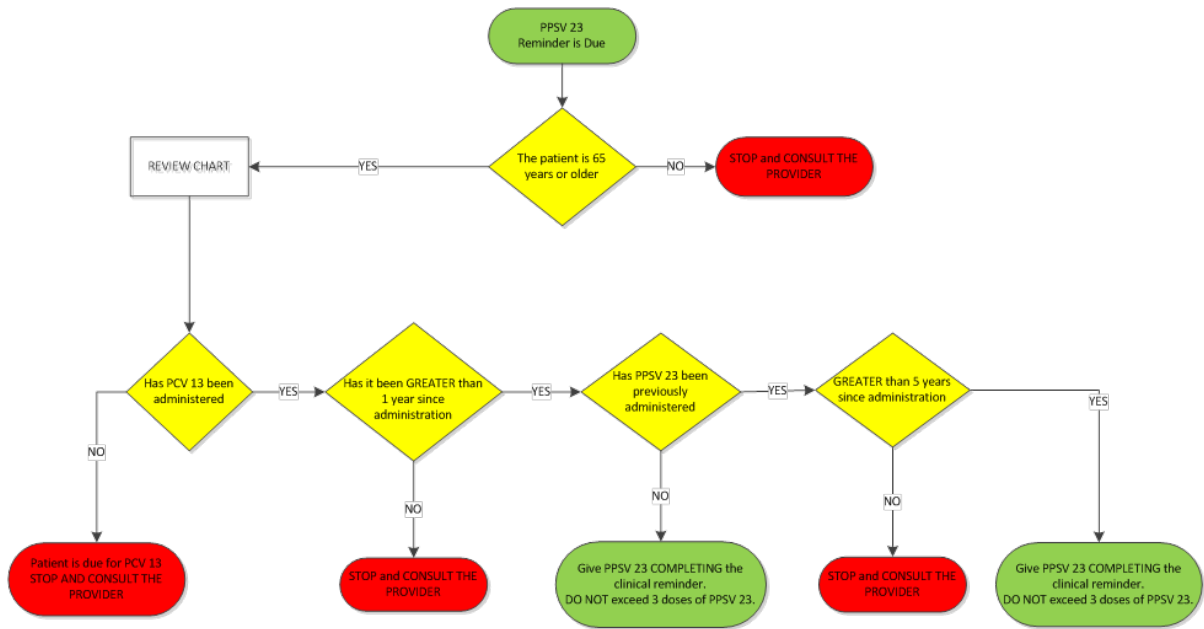 PPSV 23
Reminder is Due
The patient is 65
years or older
YES
NO
REVIEW CHART
STOP and CONSULT THE
PROVIDER
Has PCV 13 been
administered
YES
Has it been GREATER than
1 year since
administration
YES
Has PPSV 23 been
previously
administered
YES
GREATER than 5 years
since administration
YES
NO
NO
NO
NO
Patient is due for PCV 13
STOP AND CONSULT THE
PROVIDER
STOP and CONSULT THE
PROVIDER
Give PPSV 23 COMPLETING the
clinical reminder.
DO NOT exceed 3 doses of PPSV 23.
STOP and CONSULT THE
PROVIDER
Give PPSV 23 COMPLETING the
clinical reminder.
DO NOT exceed 3 doses of PPSV 23.